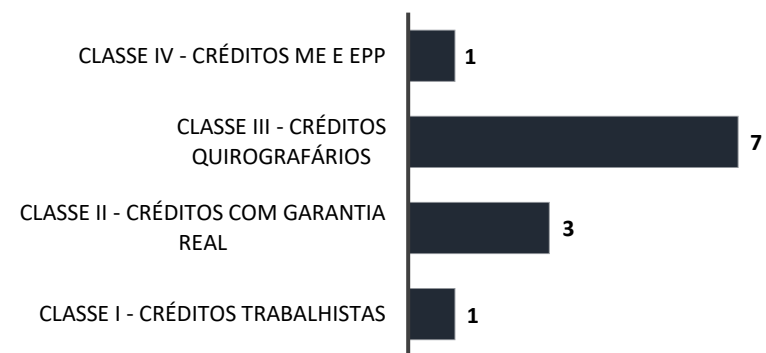 CLASSE IV - CRÉDITOS ME E EPP
1
CLASSE III - CRÉDITOS
QUIROGRAFÁRIOS
7
CLASSE II - CRÉDITOS COM GARANTIA
REAL
3
CLASSE I - CRÉDITOS TRABALHISTAS
1